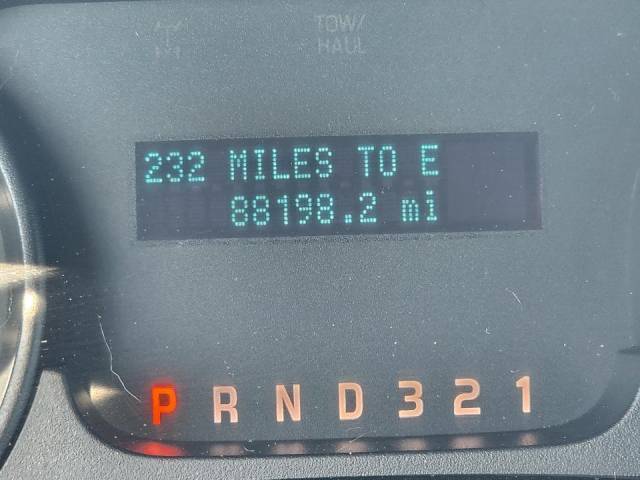 TOW/
HAUL
232 MILES TO E
88198.2 mi
P R N D 3 2 1